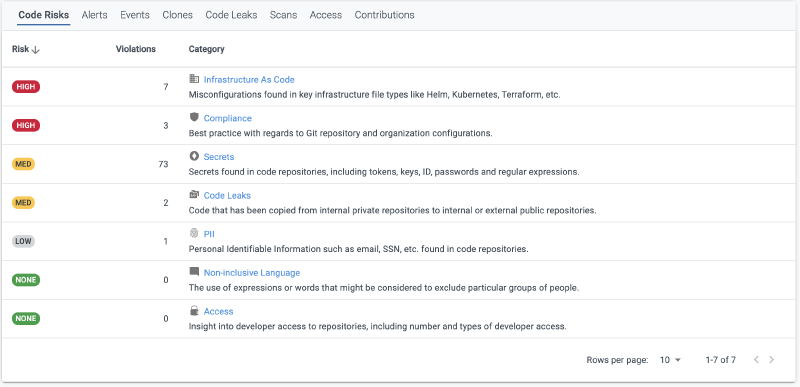 Code Risks Alerts Events Clones Code Leaks Scans Access Contributions
Risk Violations Category
HIGH 7 Infrastructure As Code
Misconfigurations found in key infrastructure file types like Helm, Kubernetes, Terraform, etc.
HIGH 3 Compliance
Best practice with regards to Git repository and organization configurations.
MED 73 Secrets
Secrets found in code repositories, including tokens, keys, ID, passwords and regular expressions.
MED 2 Code Leaks
Code that has been copied from internal private repositories to internal or external public repositories.
LOW 1 PII
Personal Identifiable Information such as email, SSN, etc. found in code repositories.
NONE 0 Non-inclusive Language
The use of expressions or words that might be considered to exclude particular groups of people.
NONE 0 Access
Insight into developer access to repositories, including number and types of developer access.
Rows per page: 10 1-7 of 7